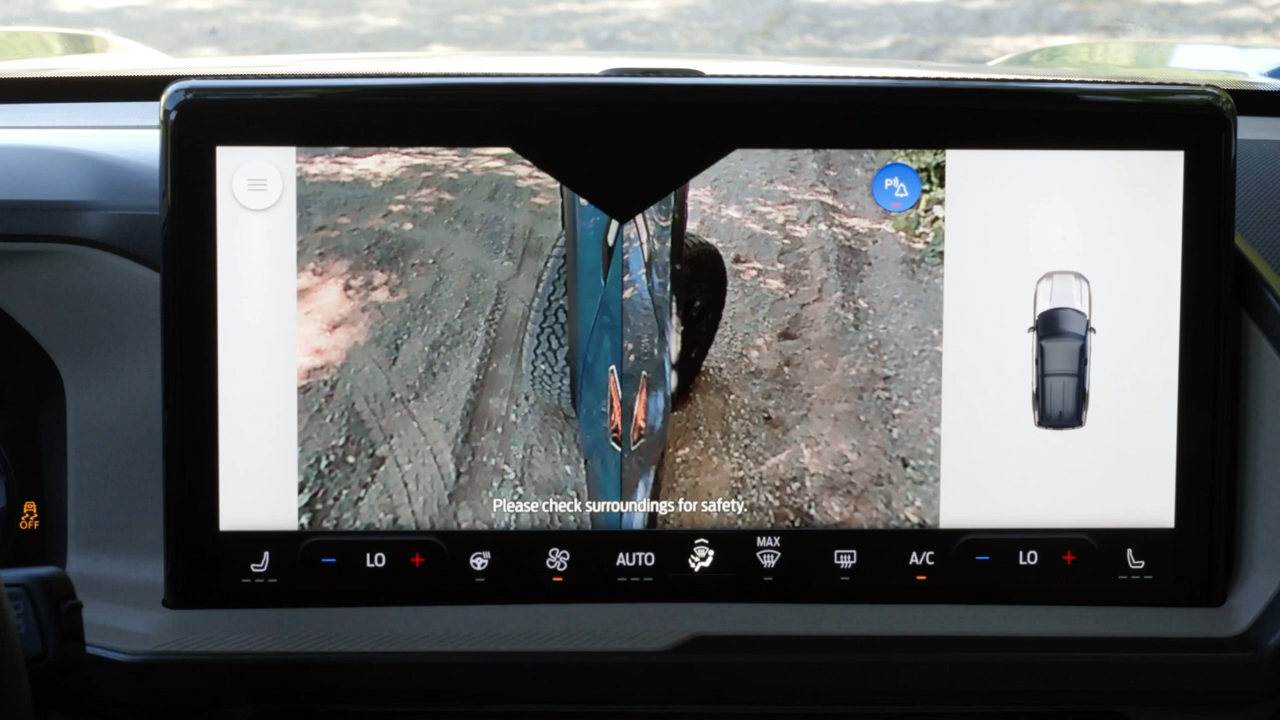 P
Please check surroundings for safety.
OFF
LO
AUTO
MAX
A/C
LO